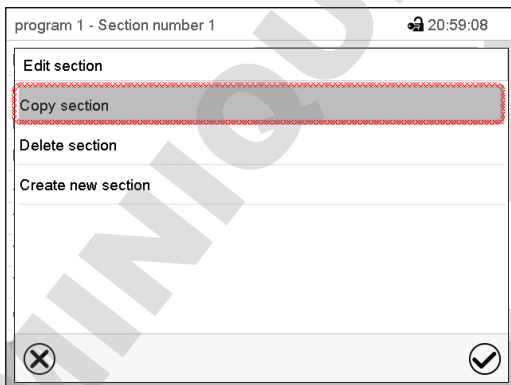 program 1 - Section number 1 20:59:08
Edit section
Copy section
Delete section
Create new section